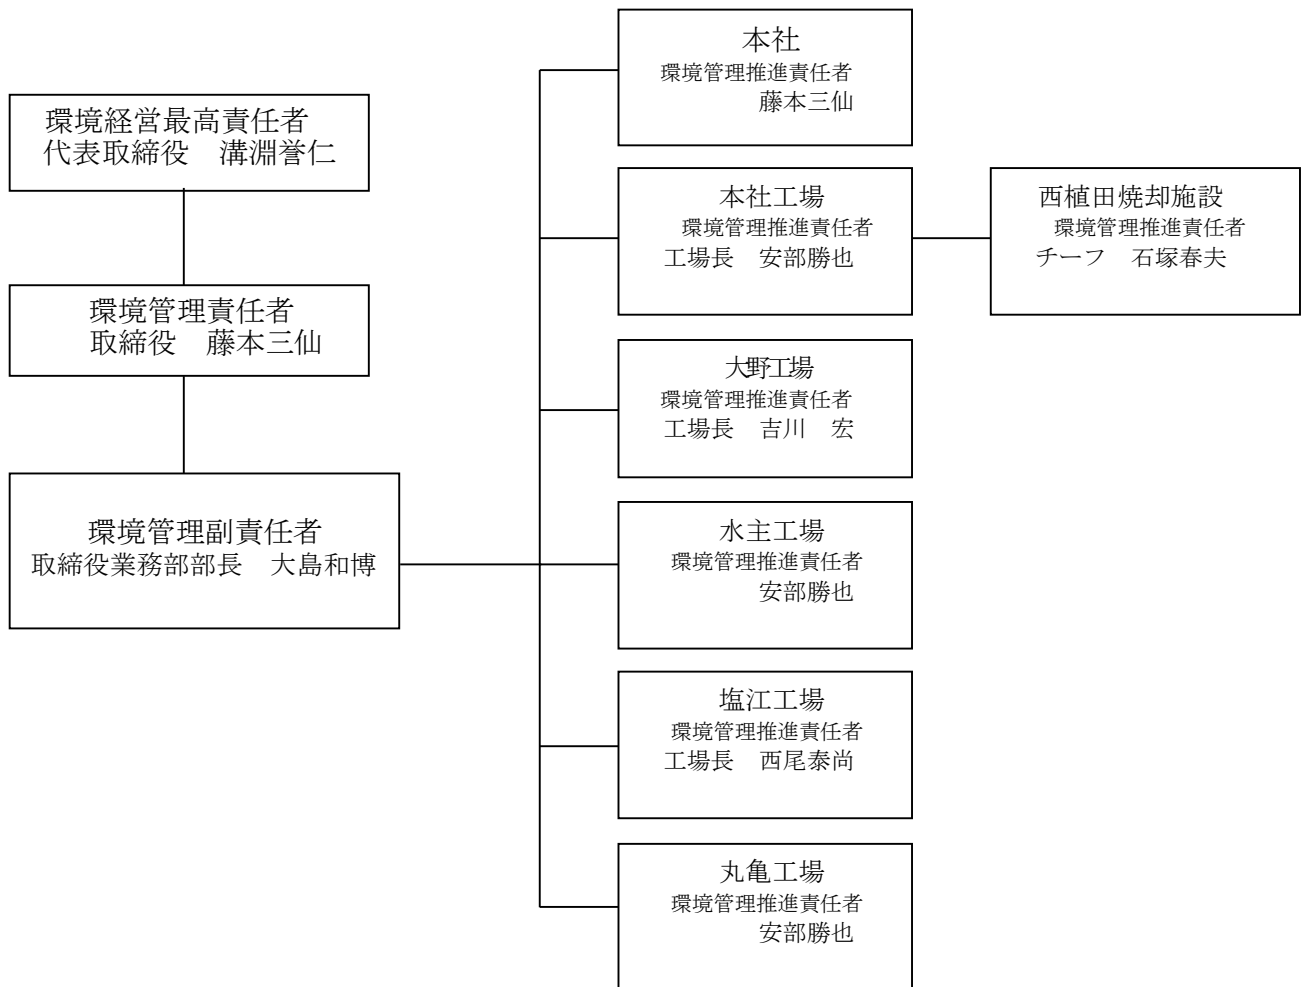 環境経営最高責任者
代表取締役　溝淵誉仁
環境管理責任者
取締役　藤本三仙
環境管理副責任者
取締役業務部部長　大島和博
本社
環境管理推進責任者
藤本三仙
本社工場
環境管理推進責任者
工場長　安部勝也
西植田焼却施設
環境管理推進責任者
チーフ　石塚春夫
大野工場
環境管理推進責任者
工場長　吉川　宏
水主工場
環境管理推進責任者
安部勝也
塩江工場
環境管理推進責任者
工場長　西尾泰尚
丸亀工場
環境管理推進責任者
安部勝也